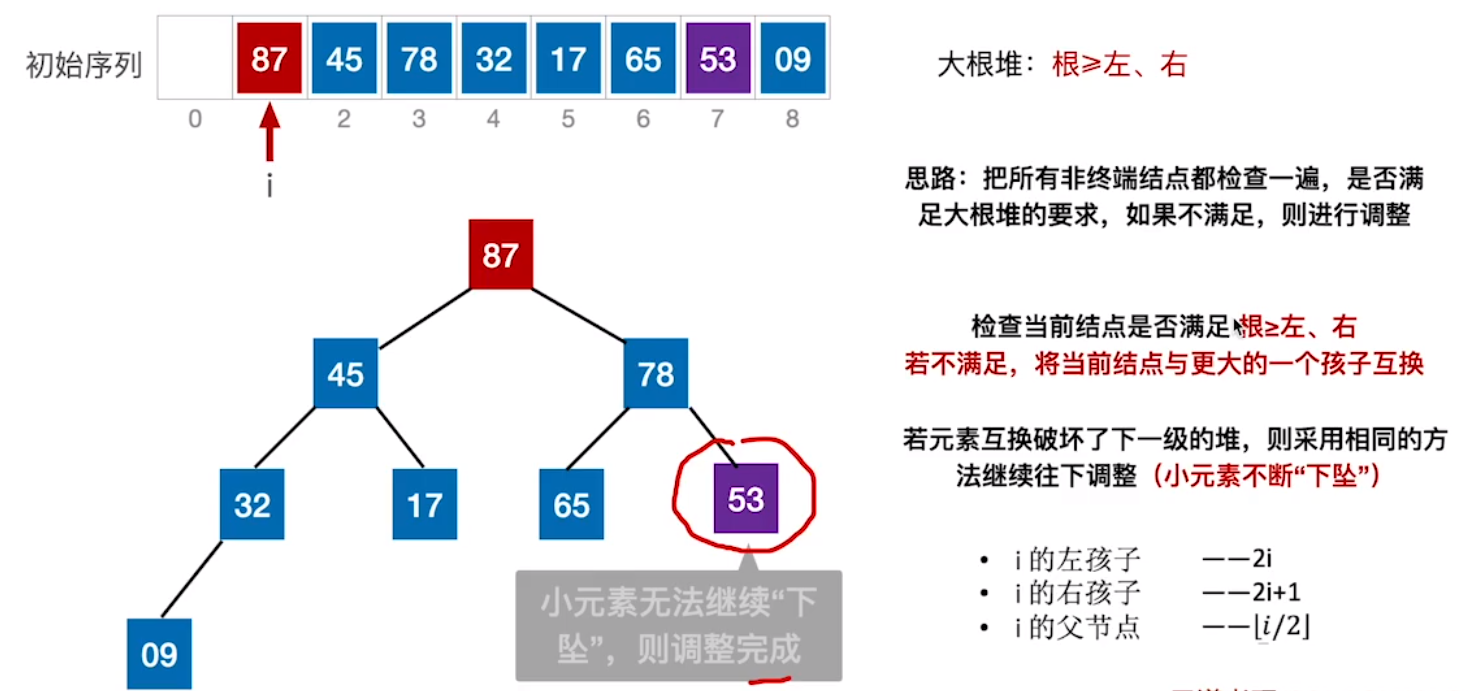 初始序列
87 45 78 32 17 65 53 09
0 2 3 4 5 6 7 8
i
87
45 78
32 17 65 53
09
小元素无法继续“下
坠”，则调整完成
大根堆：根≥左、右
思路：把所有非终端结点都检查一遍，是否满
足大根堆的要求，如果不满足，则进行调整
检查当前结点是否满足 根≥左、右
若不满足，将当前结点与更大的一个孩子互换
若元素互换破坏了下一级的堆，则采用相同的方
法继续往下调整（小元素不断“下坠”）
• i 的左孩子 ——2i
• i 的右孩子 ——2i+1
• i 的父节点 ——⌊i/2⌋